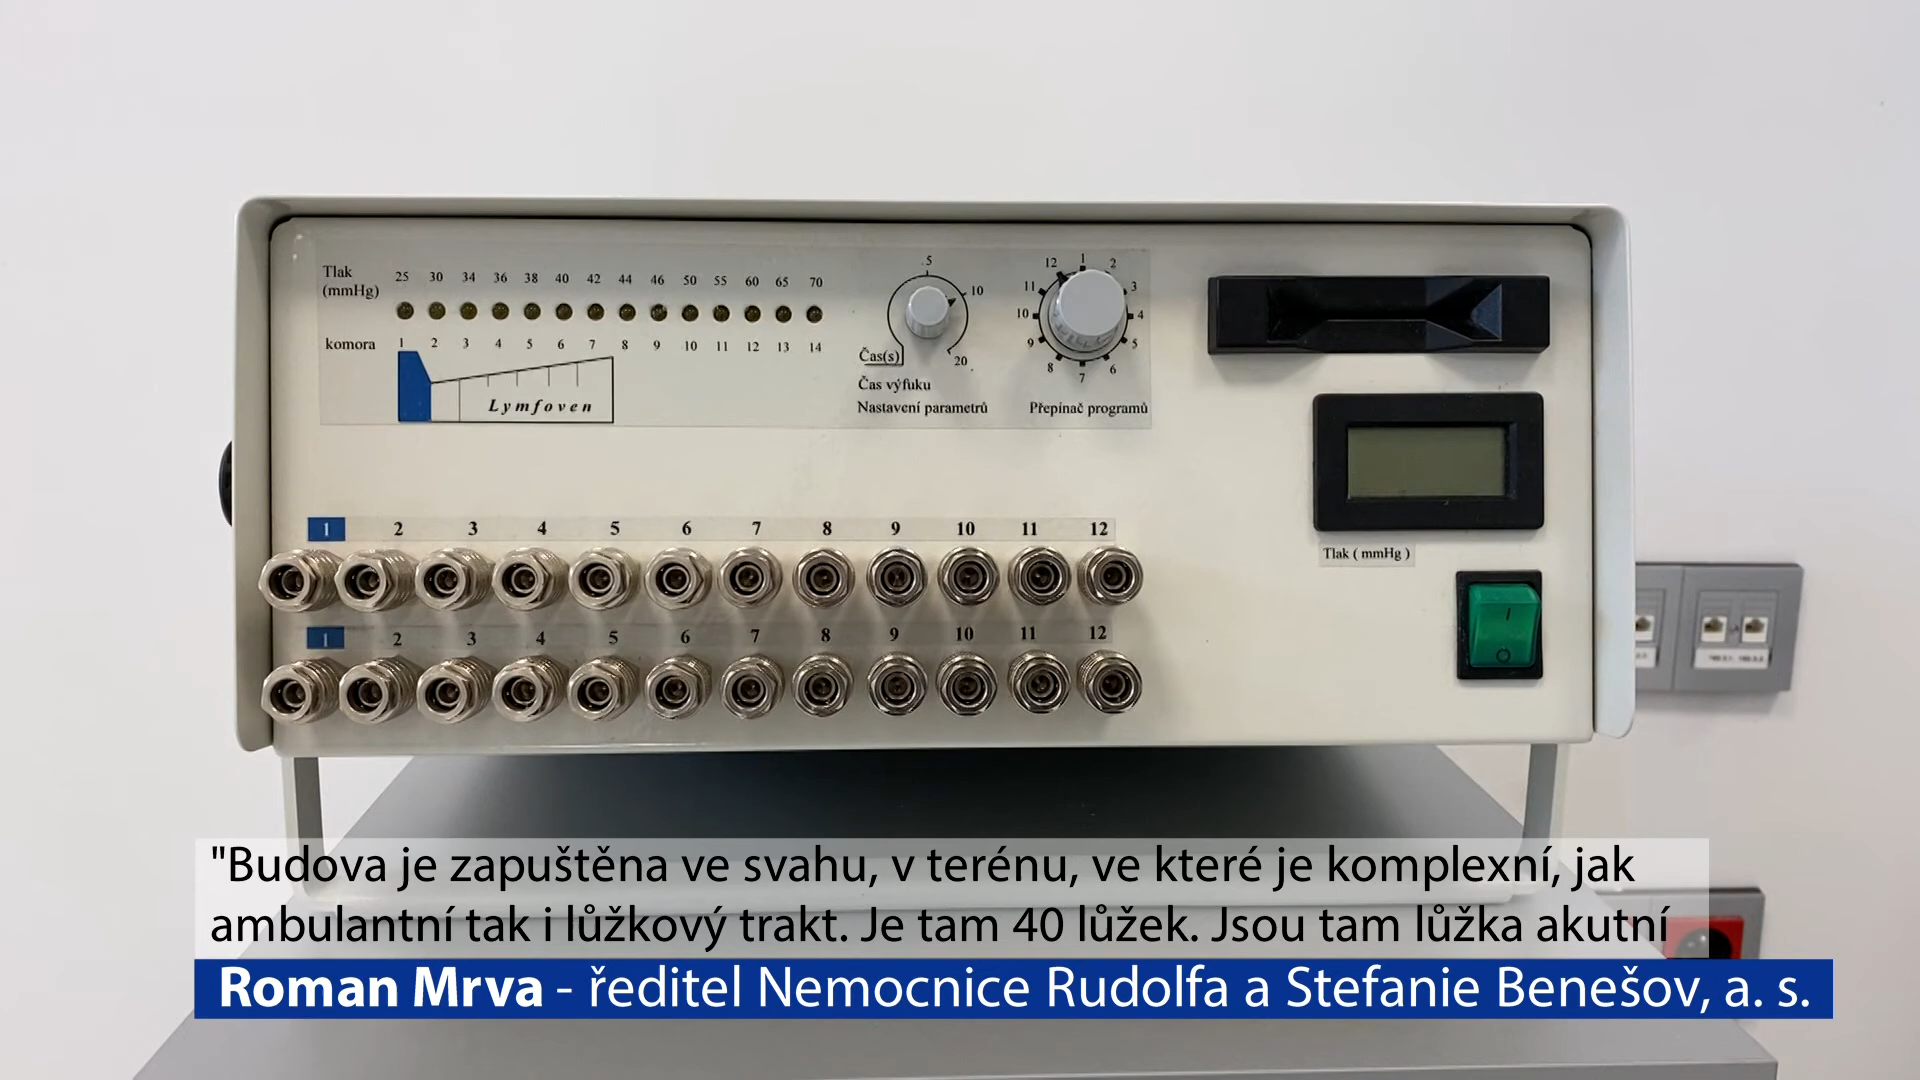 Tlak
(mmHg)
25 30 34 36 38 40 42 44 46 50 55 60 65 70
komora 1 2 3 4 5 6 7 8 9 10 11 12 13 14
Lymfoven
5 10 20
Čas(s)
Čas výfuku
Nastavení parametrů
1 2 3 4 5 6 7 8 9 10 11 12
Přepínač programů
Tlak ( mmHg )
1 2 3 4 5 6 7 8 9 10 11 12
1 2 3 4 5 6 7 8 9 10 11 12
I
O
"Budova je zapuštěna ve svahu, v terénu, ve které je komplexní, jak
ambulantní tak i lůžkový trakt. Je tam 40 lůžek. Jsou tam lůžka akutní
Roman Mrva - ředitel Nemocnice Rudolfa a Stefanie Benešov, a. s.